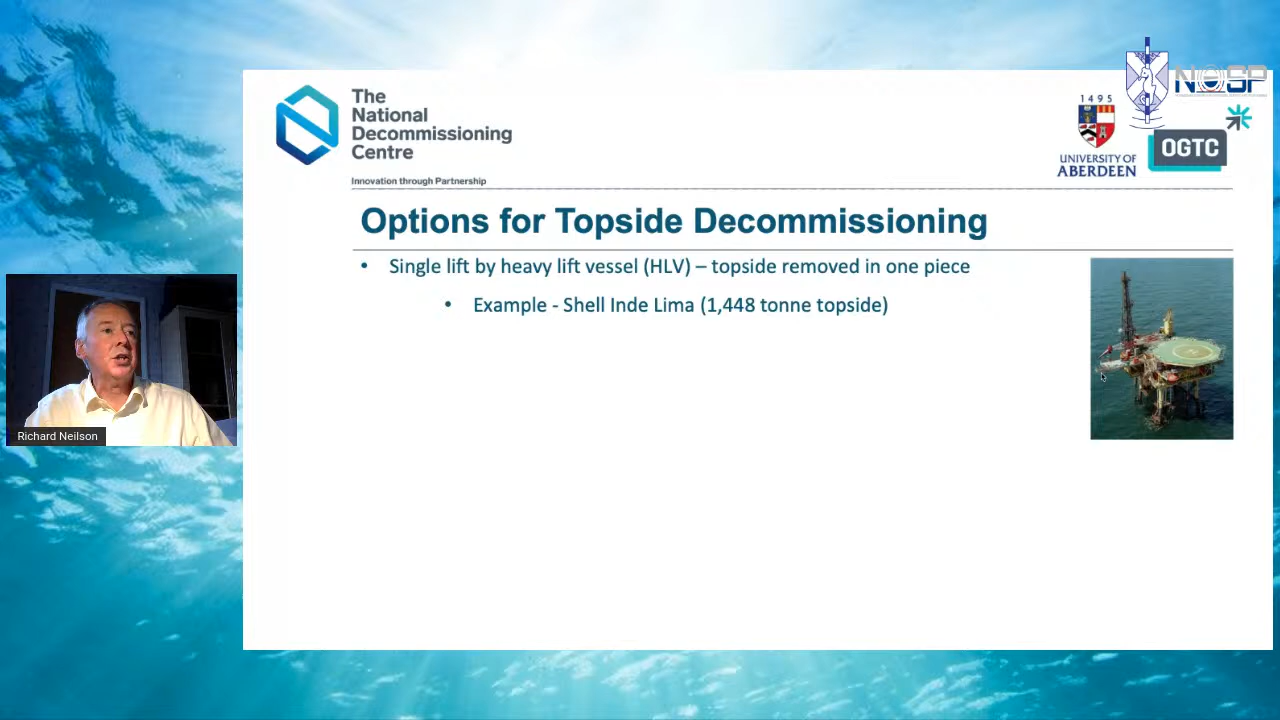 The
National
Decommissioning
Centre
Innovation through Partnership
1495
UNIVERSITY OF
ABERDEEN
OGTC
Options for Topside Decommissioning
• Single lift by heavy lift vessel (HLV) – topside removed in one piece
• Example - Shell Inde Lima (1,448 tonne topside)
Richard Neilson